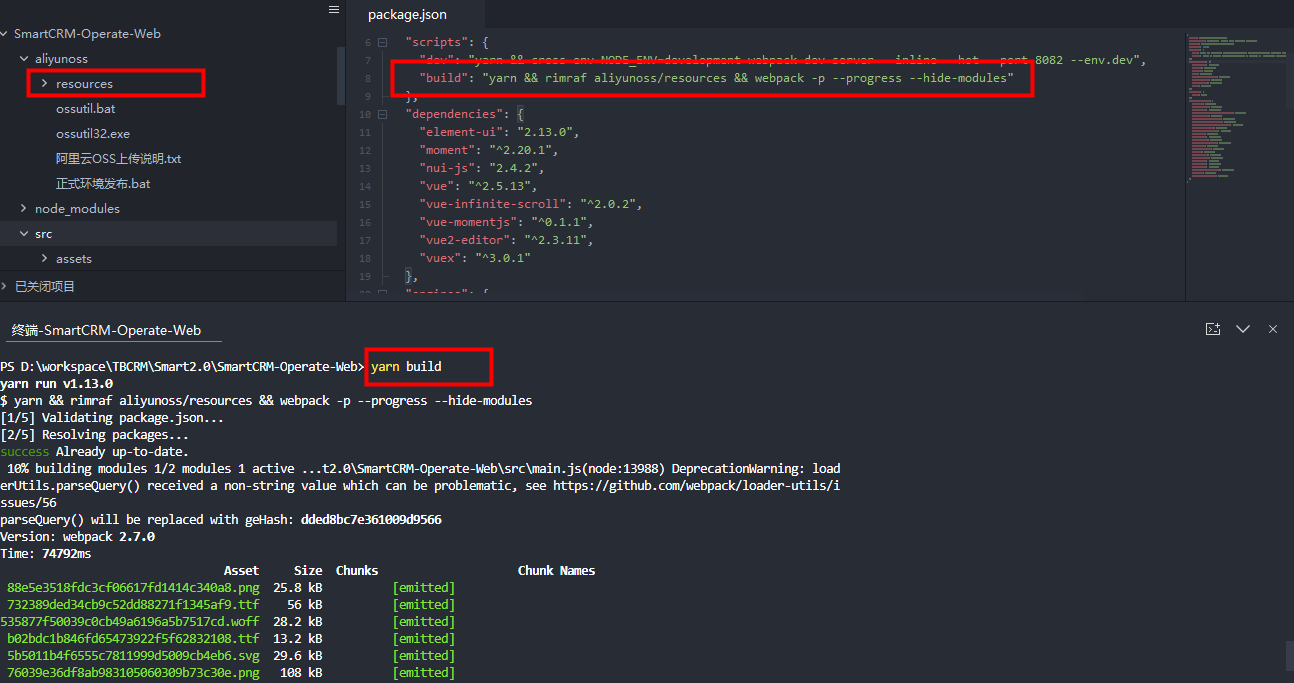 SmartCRM-Operate-Web
aliyunoss
resources
ossutil.bat
ossutil32.exe
阿里云OSS上传说明.txt
正式环境发布.bat
node_modules
src
assets
已关闭项目
package.json
6 "scripts": {
7 "dev": "yarn && cross-env NODE_ENV=development webpack-dev-server --inline --hot --port 8082 --env.dev",
8 "build": "yarn && rimraf aliyunoss/resources && webpack -p --progress --hide-modules"
9 },
10 "dependencies": {
11 "element-ui": "2.13.0",
12 "moment": "^2.20.1",
13 "nui-js": "2.4.2",
14 "vue": "^2.5.13",
15 "vue-infinite-scroll": "^2.0.2",
16 "vue-momentjs": "^0.1.1",
17 "vue2-editor": "^2.3.11",
18 "vuex": "^3.0.1"
19 },
20 "engines": {
终端-SmartCRM-Operate-Web
PS D:\workspace\TBCRM\Smart2.0\SmartCRM-Operate-Web> yarn build
yarn run v1.13.0
$ yarn && rimraf aliyunoss/resources && webpack -p --progress --hide-modules
[1/5] Validating package.json...
[2/5] Resolving packages...
success Already up-to-date.
10% building modules 1/2 modules 1 active ...t2.0\SmartCRM-Operate-Web\src\main.js(node:13988) DeprecationWarning: load
erUtils.parseQuery() received a non-string value which can be problematic, see https://github.com/webpack/loader-utils/i
ssues/56
parseQuery() will be replaced with geHash: dded8bc7e361009d9566
Version: webpack 2.7.0
Time: 74792ms
Asset Size Chunks Chunk Names
88e5e3518fdc3cf06617fd1414c340a8.png 25.8 kB [emitted]
732389ded34cb9c52dd88271f1345af9.ttf 56 kB [emitted]
535877f50039c0cb49a6196a5b7517cd.woff 28.2 kB [emitted]
b02bdc1b846fd65473922f5f62832108.ttf 13.2 kB [emitted]
5b5011b4f6555c7811999d5009cb4eb6.svg 29.6 kB [emitted]
76039e36df8ab983105060309b73c30e.png 108 kB [emitted]